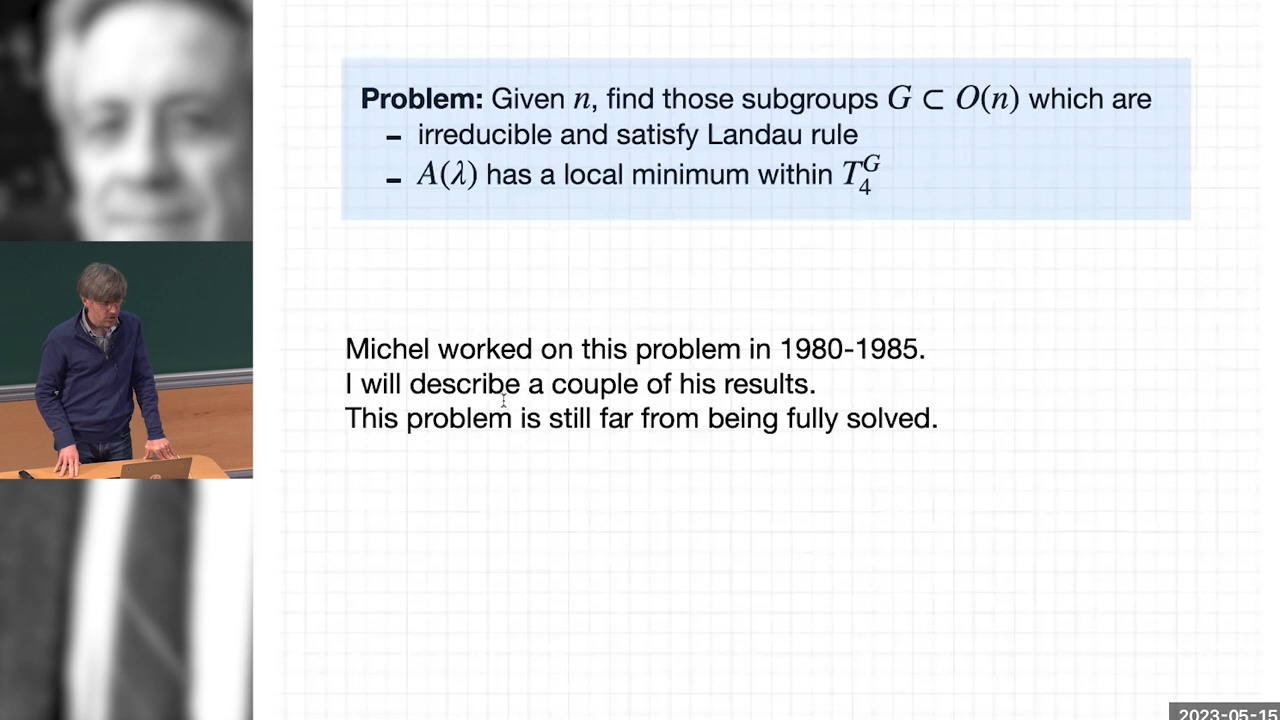 Problem: Given n, find those subgroups G ⊂ O(n) which are
– irreducible and satisfy Landau rule
– A(λ) has a local minimum within T₄ᴳ
Michel worked on this problem in 1980-1985.
I will describe a couple of his results.
This problem is still far from being fully solved.
2023-05-15